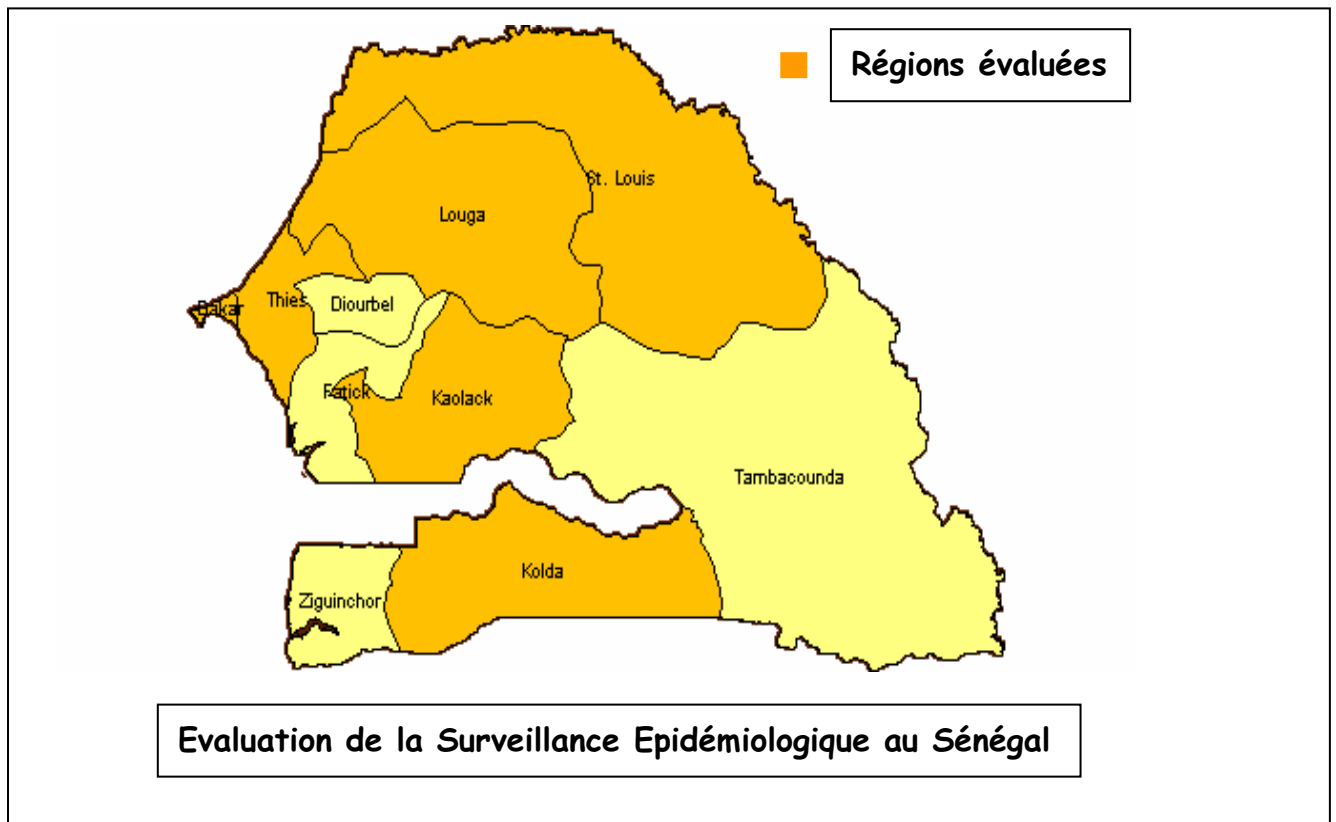 Régions évaluées
St. Louis
Louga
Thies
Diourbel
Dakar
Fatick
Kaolack
Tambacounda
Kolda
Ziguinchor
Evaluation de la Surveillance Epidémiologique au Sénégal